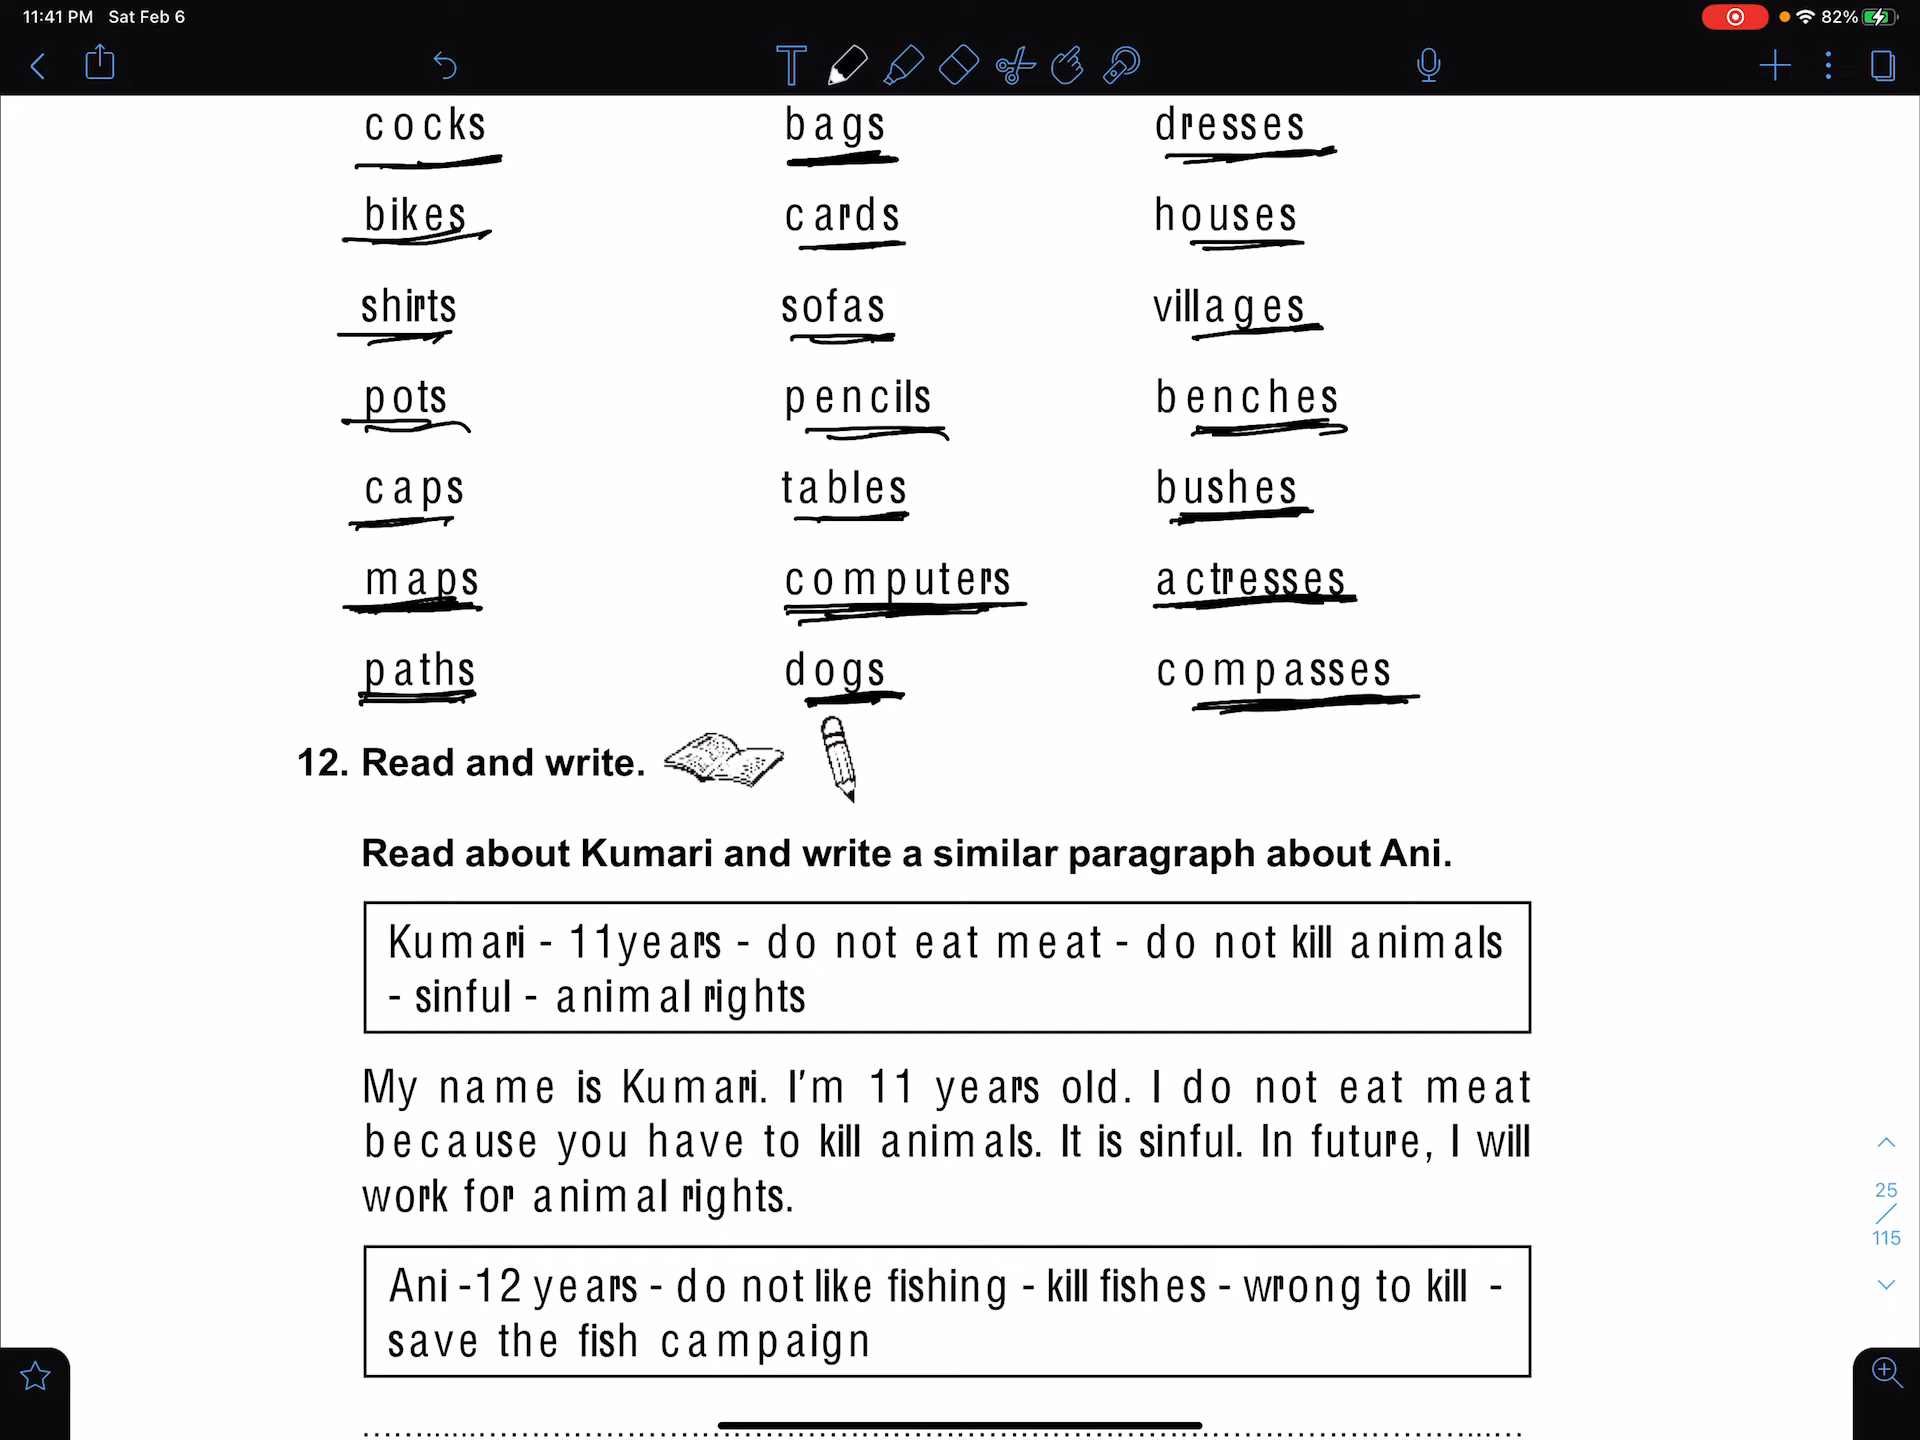 11:41 PM Sat Feb 6 82%
cocks bags dresses
bikes cards houses
shirts sofas villages
pots pencils benches
caps tables bushes
maps computers actresses
paths dogs compasses
12. Read and write.
Read about Kumari and write a similar paragraph about Ani.
Kumari - 11years - do not eat meat - do not kill animals
- sinful - animal rights
My name is Kumari. I'm 11 years old. I do not eat meat
because you have to kill animals. It is sinful. In future, I will
work for animal rights.
25
/
115
Ani -12 years - do not like fishing - kill fishes - wrong to kill -
save the fish campaign